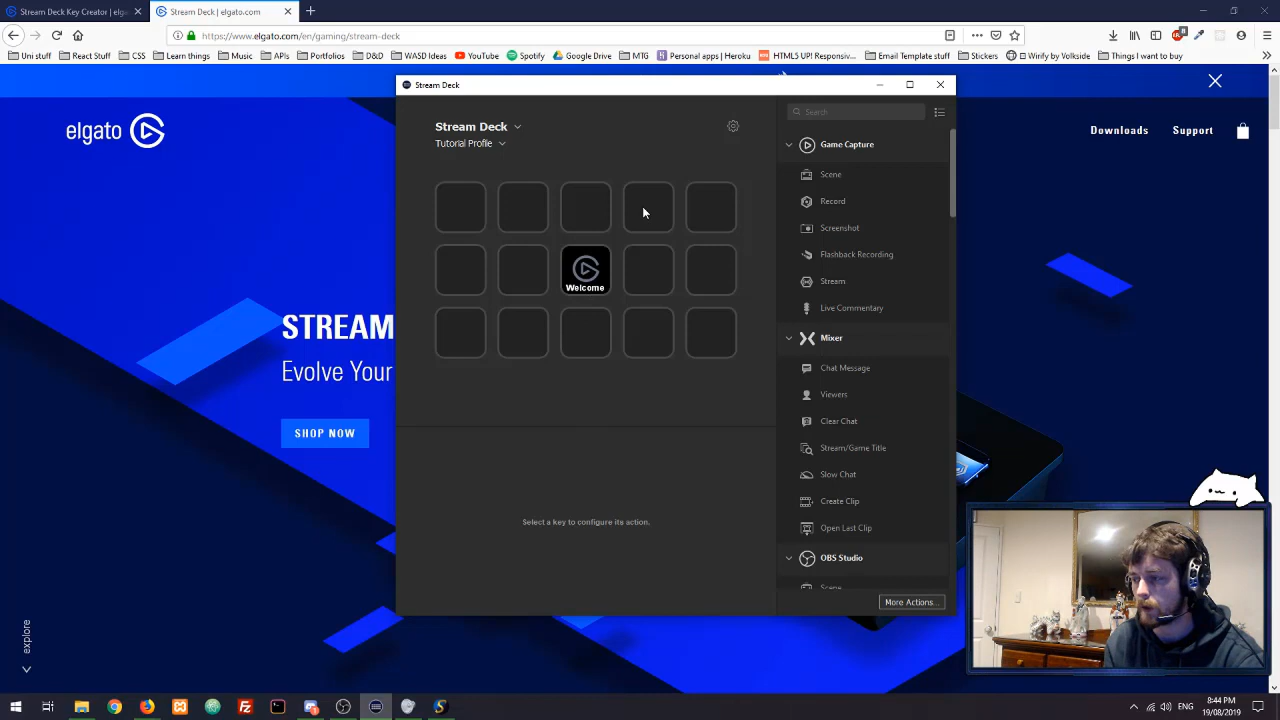 Stream Deck Key Creator | elg
Stream Deck | elgato.com
https://www.elgato.com/en/gaming/stream-deck
Uni stuff
Search stuff
CSS
Learn stuff
Music
APIs
Portfolios
D&D
WASD Ideas
YouTube
Spotify
Google Drive
MTG
Personal apps | Heroku
HTML5 UP! Responsiv...
Email Template stuff
Stickers
Wirem by Volkside
Things I want to buy
elgato
Downloads
Support
STREAM
Evolve Your
SHOP NOW
explore
Stream Deck
Stream Deck
Tutorial Profile
Welcome
Select a key to configure its action.
Search
Game Capture
Scene
Record
Screenshot
Flashback Recording
Stream
Live Commentary
Mixer
Chat Message
Viewers
Clear Chat
Stream/Game Title
Slow Chat
Create Clip
Open Last Clip
OBS Studio
Scene
More Actions...
ENG
8:44 PM
19/08/2019